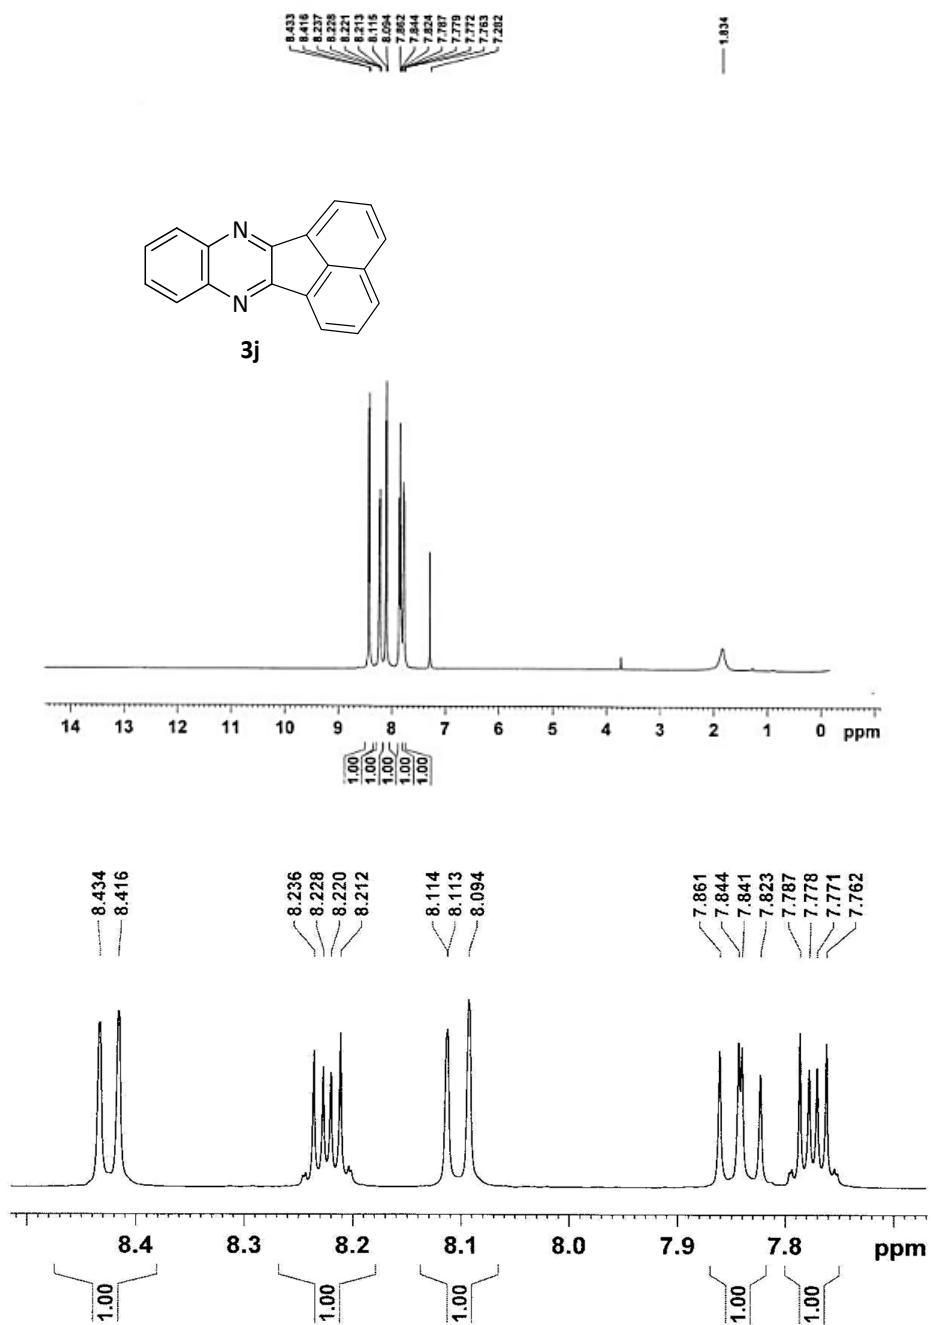 8.433 8.416 8.237 8.228 8.221 8.213 8.115 8.094 7.862 7.844 7.824 7.787 7.779 7.772 7.763 7.282 1.834
N
N
3j
14 13 12 11 10 9 8 7 6 5 4 3 2 1 0 ppm
1.00 1.00 1.00 1.00 1.00
8.434 8.416 8.236 8.228 8.220 8.212 8.114 8.113 8.094 7.861 7.844 7.841 7.823 7.787 7.778 7.771 7.762
8.4 8.3 8.2 8.1 8.0 7.9 7.8 ppm
1.00 1.00 1.00 1.00 1.00